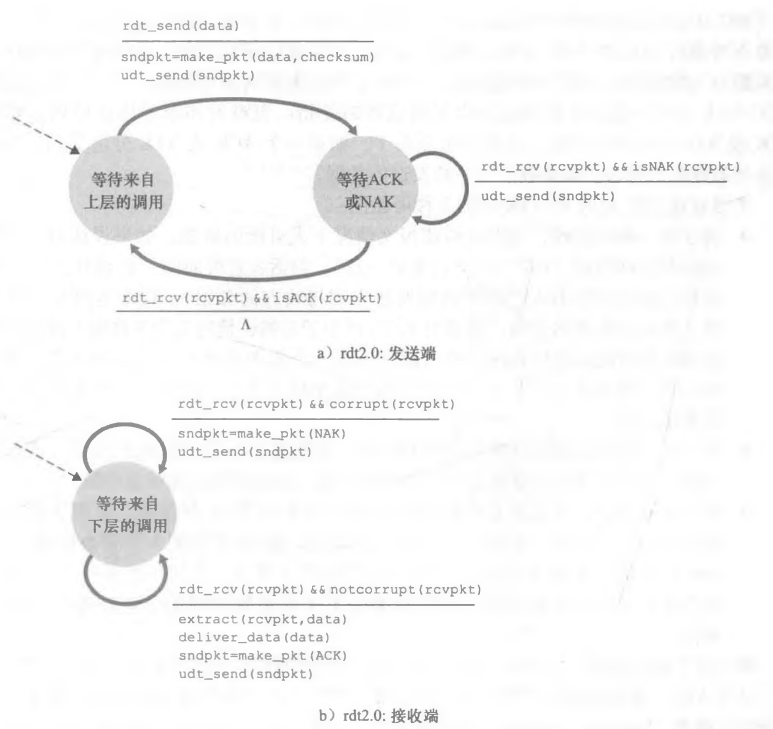 rdt_send(data)
sndpkt=make_pkt(data,checksum)
udt_send(sndpkt)
等待来自
上层的调用
等待ACK
或NAK
rdt_rcv(rcvpkt)&&isNAK(rcvpkt)
udt_send(sndpkt)
rdt_rcv(rcvpkt)&&isACK(rcvpkt)
Λ
a）rdt2.0: 发送端
rdt_rcv(rcvpkt)&&corrupt(rcvpkt)
sndpkt=make_pkt(NAK)
udt_send(sndpkt)
等待来自
下层的调用
rdt_rcv(rcvpkt)&&notcorrupt(rcvpkt)
extract(rcvpkt,data)
deliver_data(data)
sndpkt=make_pkt(ACK)
udt_send(sndpkt)
b）rdt2.0: 接收端